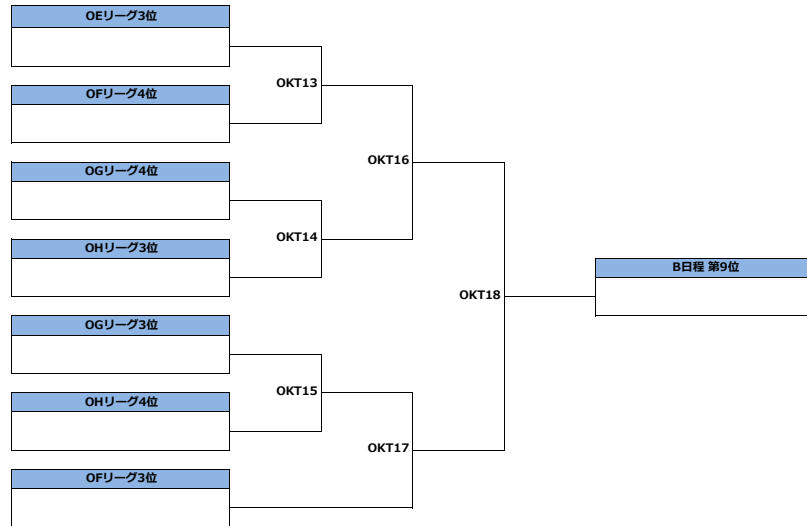 OEリーグ3位
OKT13
OFリーグ4位
OKT16
OGリーグ4位
OKT14
OHリーグ3位
B日程 第9位
OKT18
OGリーグ3位
OKT15
OHリーグ4位
OKT17
OFリーグ3位